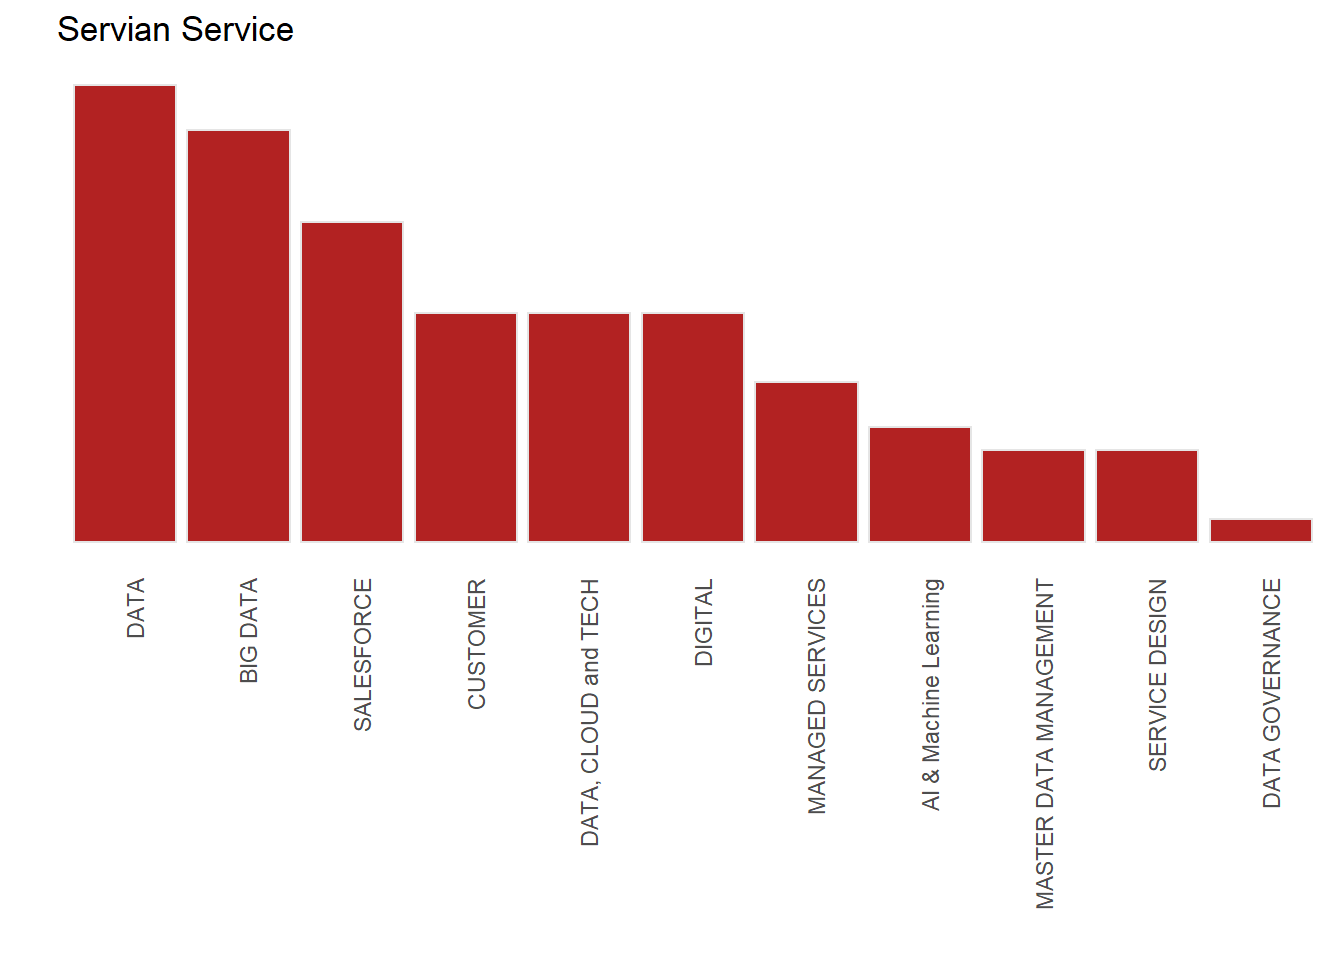 Servian Service
DATA
BIG DATA
SALESFORCE
CUSTOMER
DATA, CLOUD and TECH
DIGITAL
MANAGED SERVICES
AI & Machine Learning
MASTER DATA MANAGEMENT
SERVICE DESIGN
DATA GOVERNANCE